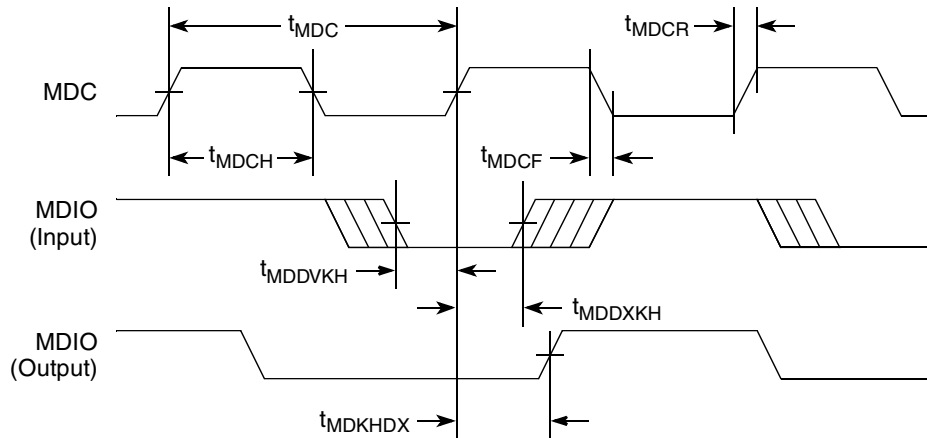 tMDC
tMDCR
MDC
tMDCH
tMDCF
MDIO
(Input)
tMDDVKH
tMDDXKH
MDIO
(Output)
tMDKHDX